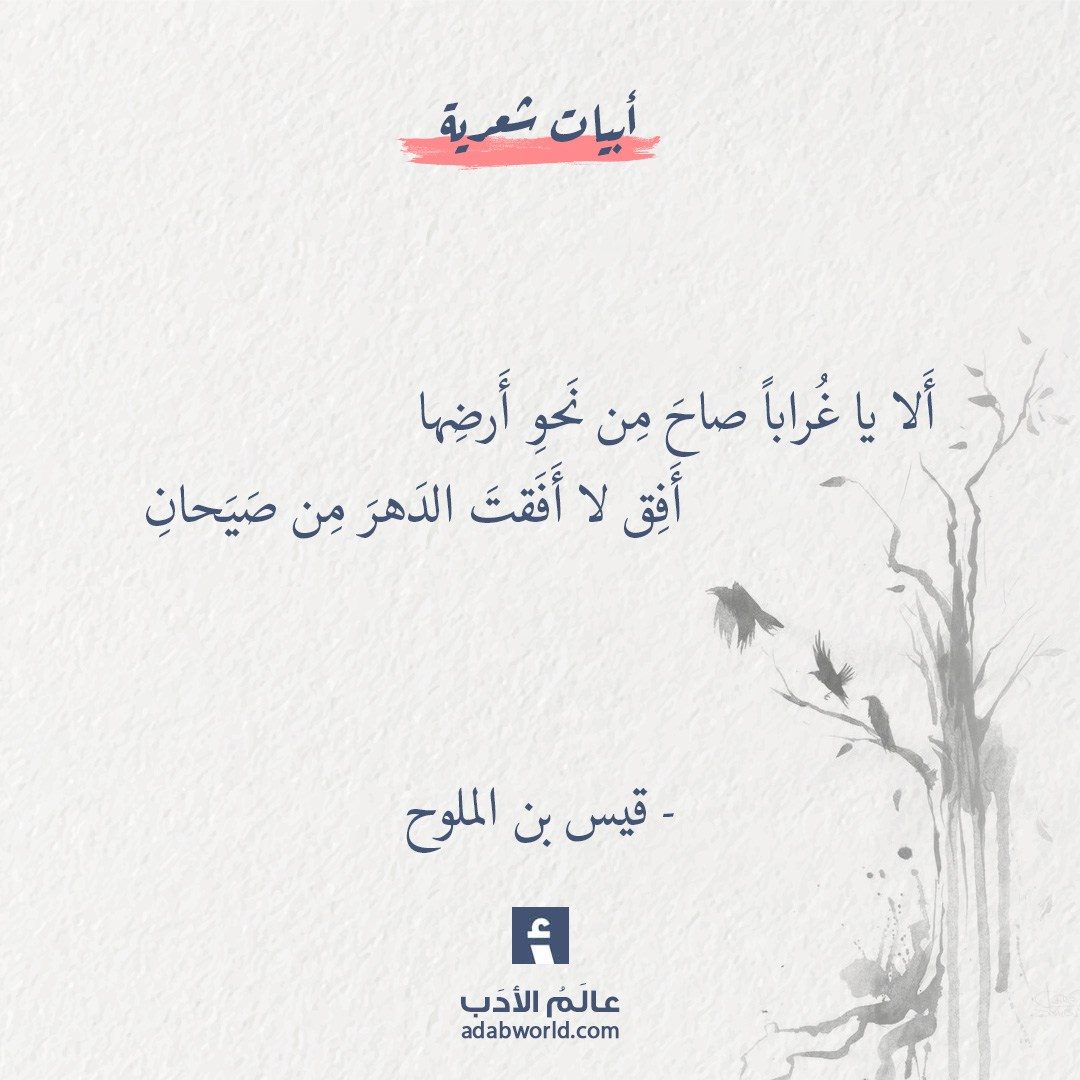 أبيات شعرية
أَلا يا غُراباً صاحَ مِن نَحوِ أَرضِها
أَفِق لا أَفَقتَ الدَهرَ مِن صَيَحانِ
- قيس بن الملوح
أ
عالَمُ الأدَب
adabworld.com